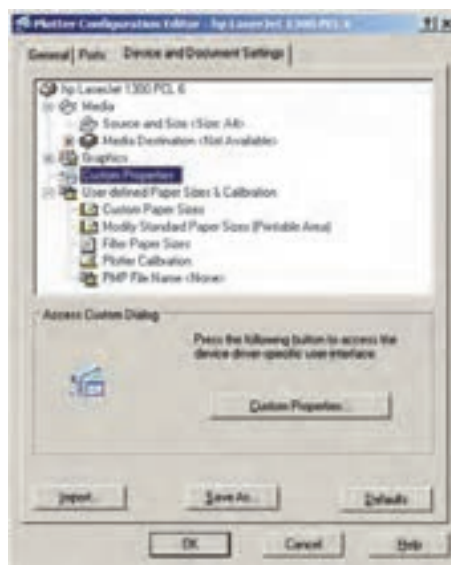 Plotter Configuration Editor - hp LaserJet 1300 PCL 6
General Ports Device and Document Settings
hp LaserJet 1300 PCL 6
Media
Source and Size <Size: A4>
Media Destination <Not Available>
Graphics
Custom Properties
User-defined Paper Sizes & Calibration
Custom Paper Sizes
Modify Standard Paper Sizes (Printable Area)
Filter Paper Sizes
Plotter Calibration
PMP File Name <None>
Access Custom Dialog
Press the following button to access the
device driver-specific user interface.
Custom Properties...
Import... Save As... Defaults
OK Cancel Help